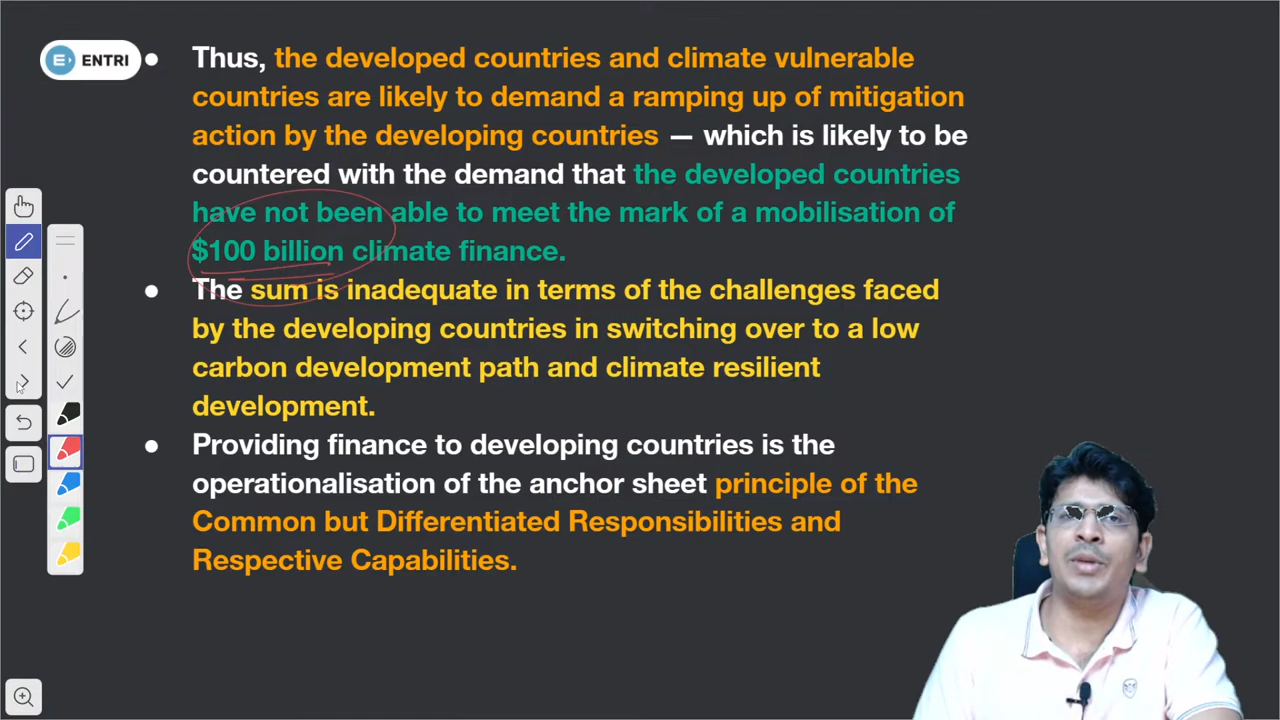 ENTRI
• Thus, the developed countries and climate vulnerable
countries are likely to demand a ramping up of mitigation
action by the developing countries — which is likely to be
countered with the demand that the developed countries
have not been able to meet the mark of a mobilisation of
$100 billion climate finance.
• The sum is inadequate in terms of the challenges faced
by the developing countries in switching over to a low
carbon development path and climate resilient
development.
• Providing finance to developing countries is the
operationalisation of the anchor sheet principle of the
Common but Differentiated Responsibilities and
Respective Capabilities.